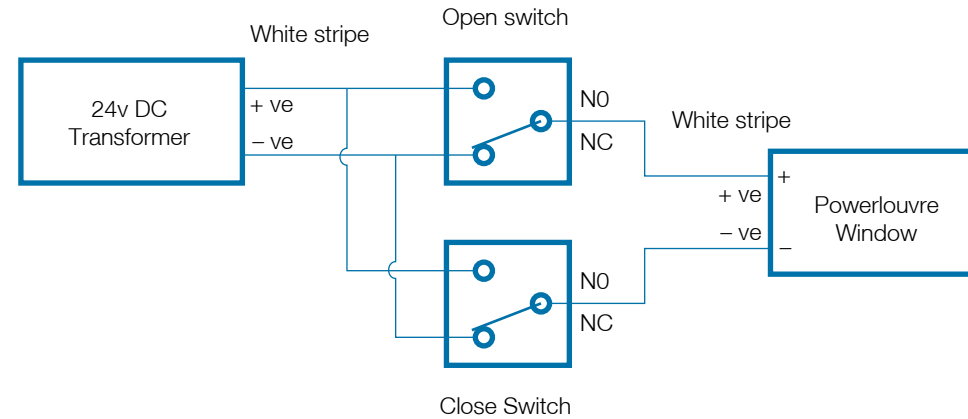 Open switch
White stripe
24v DC
Transformer
+ ve
– ve
N0
NC
White stripe
+
+ ve
– ve
–
Powerlouvre
Window
N0
NC
Close Switch